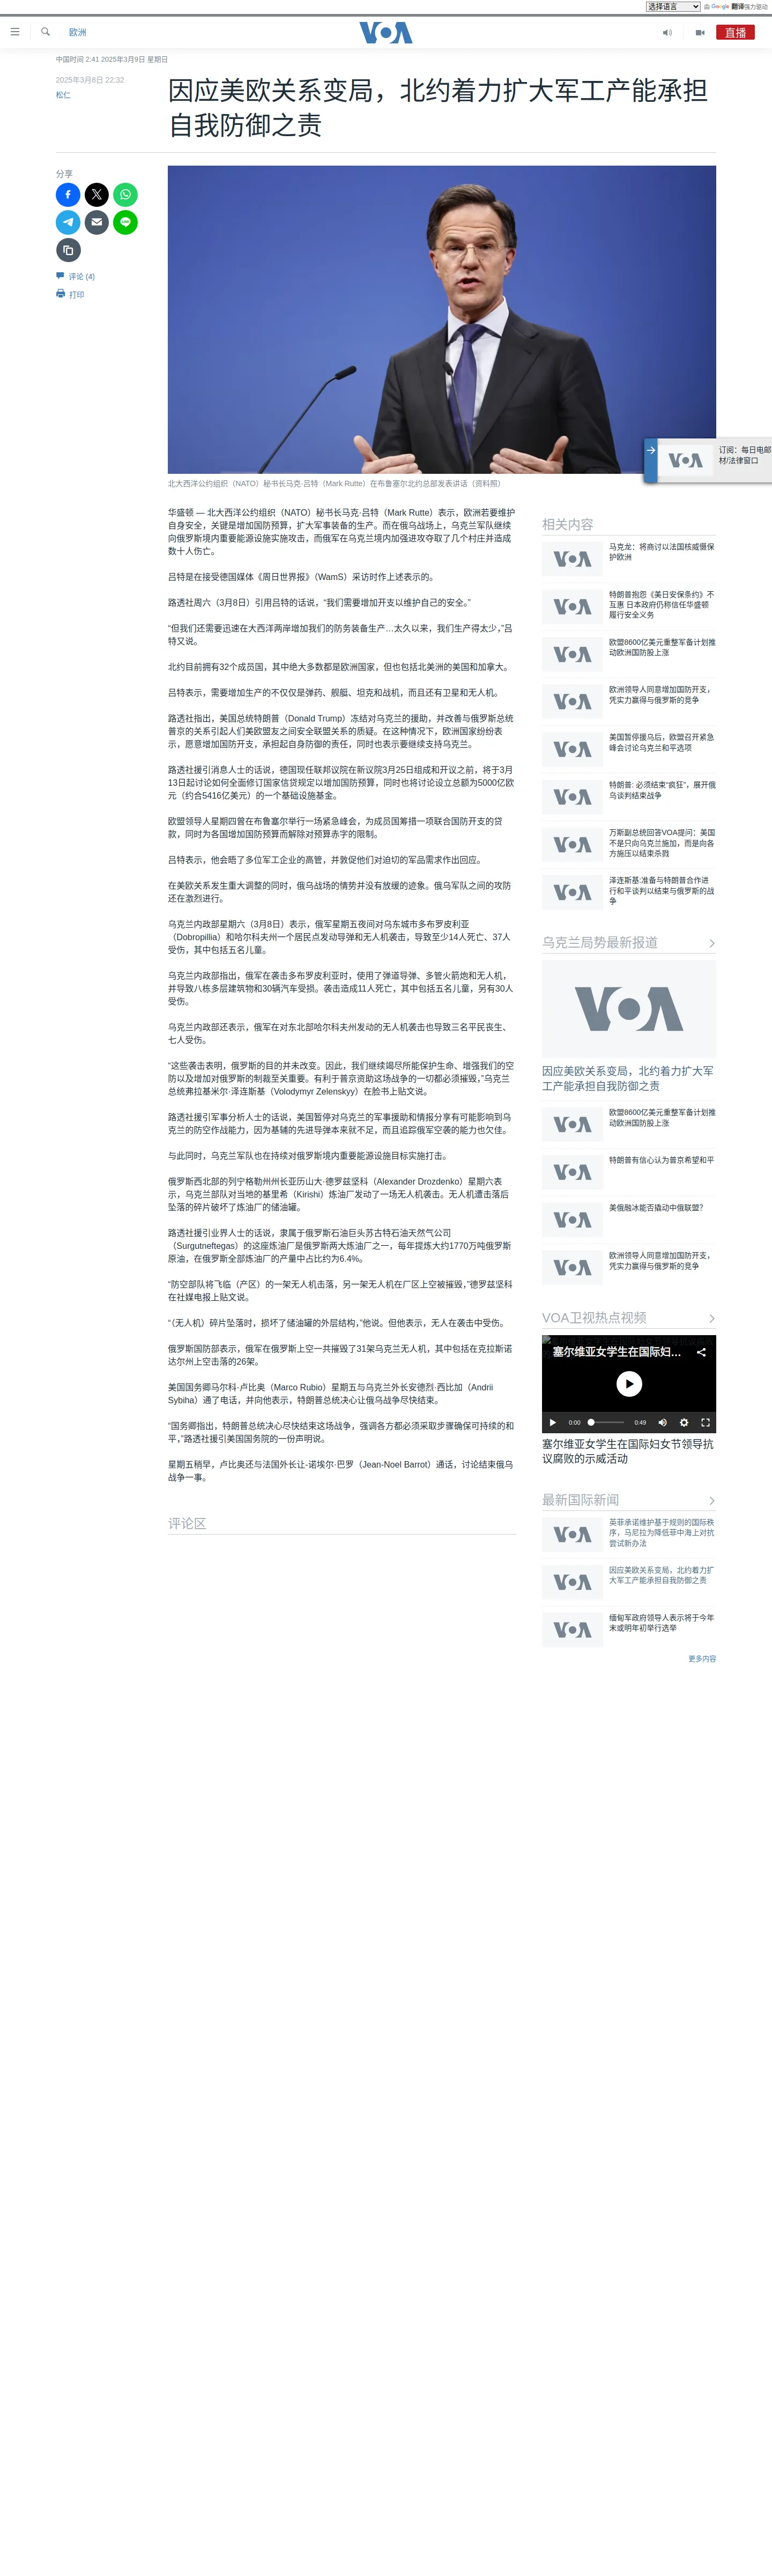 选择语言
由 Google 翻译强力驱动
欧洲
VOA
直播
中国时间 2:41 2025年3月9日 星期日
2025年3月8日 22:32
松仁
因应美欧关系变局，北约着力扩大军工产能承担
自我防御之责
分享
评论 (4)
打印
订阅：每日电邮
材/法律窗口
北大西洋公约组织（NATO）秘书长马克·吕特（Mark Rutte）在布鲁塞尔北约总部发表讲话（资料照）
华盛顿 — 北大西洋公约组织（NATO）秘书长马克·吕特（Mark Rutte）表示，欧洲若要维护
自身安全，关键是增加国防预算，扩大军事装备的生产。而在俄乌战场上，乌克兰军队继续
向俄罗斯境内重要能源设施实施攻击，而俄军在乌克兰境内加强进攻夺取了几个村庄并造成
数十人伤亡。
吕特是在接受德国媒体《周日世界报》（WamS）采访时作上述表示的。
路透社周六（3月8日）引用吕特的话说，“我们需要增加开支以维护自己的安全。”
“但我们还需要迅速在大西洋两岸增加我们的防务装备生产…太久以来，我们生产得太少，”吕
特又说。
北约目前拥有32个成员国，其中绝大多数都是欧洲国家，但也包括北美洲的美国和加拿大。
吕特表示，需要增加生产的不仅仅是弹药、舰艇、坦克和战机，而且还有卫星和无人机。
路透社指出，美国总统特朗普（Donald Trump）冻结对乌克兰的援助，并改善与俄罗斯总统
普京的关系引起人们美欧盟友之间安全联盟关系的质疑。在这种情况下，欧洲国家纷纷表
示，愿意增加国防开支，承担起自身防御的责任，同时也表示要继续支持乌克兰。
路透社援引消息人士的话说，德国现任联邦议院在新议院3月25日组成和开议之前，将于3月
13日起讨论如何全面修订国家信贷规定以增加国防预算，同时也将讨论设立总额为5000亿欧
元（约合5416亿美元）的一个基础设施基金。
欧盟领导人星期四曾在布鲁塞尔举行一场紧急峰会，为成员国筹措一项联合国防开支的贷
款，同时为各国增加国防预算而解除对预算赤字的限制。
吕特表示，他会晤了多位军工企业的高管，并敦促他们对迫切的军品需求作出回应。
在美欧关系发生重大调整的同时，俄乌战场的情势并没有放缓的迹象。俄乌军队之间的攻防
还在激烈进行。
乌克兰内政部星期六（3月8日）表示，俄军星期五夜间对乌东城市多布罗皮利亚
（Dobropillia）和哈尔科夫州一个居民点发动导弹和无人机袭击，导致至少14人死亡、37人
受伤，其中包括五名儿童。
乌克兰内政部指出，俄军在袭击多布罗皮利亚时，使用了弹道导弹、多管火箭炮和无人机，
并导致八栋多层建筑物和30辆汽车受损。袭击造成11人死亡，其中包括五名儿童，另有30人
受伤。
乌克兰内政部还表示，俄军在对东北部哈尔科夫州发动的无人机袭击也导致三名平民丧生、
七人受伤。
“这些袭击表明，俄罗斯的目的并未改变。因此，我们继续竭尽所能保护生命、增强我们的空
防以及增加对俄罗斯的制裁至关重要。有利于普京资助这场战争的一切都必须摧毁，”乌克兰
总统弗拉基米尔·泽连斯基（Volodymyr Zelenskyy）在脸书上贴文说。
路透社援引军事分析人士的话说，美国暂停对乌克兰的军事援助和情报分享有可能影响到乌
克兰的防空作战能力，因为基辅的先进导弹本来就不足，而且追踪俄军空袭的能力也欠佳。
与此同时，乌克兰军队也在持续对俄罗斯境内重要能源设施目标实施打击。
俄罗斯西北部的列宁格勒州州长亚历山大·德罗兹坚科（Alexander Drozdenko）星期六表
示，乌克兰部队对当地的基里希（Kirishi）炼油厂发动了一场无人机袭击。无人机遭击落后
坠落的碎片破坏了炼油厂的储油罐。
路透社援引业界人士的话说，隶属于俄罗斯石油巨头苏古特石油天然气公司
（Surgutneftegas）的这座炼油厂是俄罗斯两大炼油厂之一，每年提炼大约1770万吨俄罗斯
原油，在俄罗斯全部炼油厂的产量中占比约为6.4%。
“防空部队将飞临（产区）的一架无人机击落，另一架无人机在厂区上空被摧毁，”德罗兹坚科
在社媒电报上贴文说。
“（无人机）碎片坠落时，损坏了储油罐的外层结构，”他说。但他表示，无人在袭击中受伤。
俄罗斯国防部表示，俄军在俄罗斯上空一共摧毁了31架乌克兰无人机，其中包括在克拉斯诺
达尔州上空击落的26架。
美国国务卿马尔科·卢比奥（Marco Rubio）星期五与乌克兰外长安德烈·西比加（Andrii
Sybiha）通了电话，并向他表示，特朗普总统决心让俄乌战争尽快结束。
“国务卿指出，特朗普总统决心尽快结束这场战争，强调各方都必须采取步骤确保可持续的和
平，”路透社援引美国国务院的一份声明说。
星期五稍早，卢比奥还与法国外长让-诺埃尔·巴罗（Jean-Noel Barrot）通话，讨论结束俄乌
战争一事。
评论区
相关内容
马克龙：将商讨以法国核威慑保
护欧洲
特朗普抱怨《美日安保条约》不
互惠 日本政府仍称信任华盛顿
履行安全义务
欧盟8600亿美元重整军备计划推
动欧洲国防股上涨
欧洲领导人同意增加国防开支，
凭实力赢得与俄罗斯的竞争
美国暂停援乌后，欧盟召开紧急
峰会讨论乌克兰和平选项
特朗普: 必须结束“疯狂”，展开俄
乌谈判结束战争
万斯副总统回答VOA提问：美国
不是只向乌克兰施加，而是向各
方施压以结束杀戮
泽连斯基:准备与特朗普合作进
行和平谈判以结束与俄罗斯的战
争
乌克兰局势最新报道
因应美欧关系变局，北约着力扩大军
工产能承担自我防御之责
欧盟8600亿美元重整军备计划推
动欧洲国防股上涨
特朗普有信心认为普京希望和平
美俄融冰能否撬动中俄联盟？
欧洲领导人同意增加国防开支，
凭实力赢得与俄罗斯的竞争
VOA卫视热点视频
塞尔维亚女学生在国际妇…
0:00
0:49
塞尔维亚女学生在国际妇女节领导抗
议腐败的示威活动
最新国际新闻
英菲承诺维护基于规则的国际秩
序，马尼拉为降低菲中海上对抗
尝试新办法
因应美欧关系变局，北约着力扩
大军工产能承担自我防御之责
缅甸军政府领导人表示将于今年
末或明年初举行选举
更多内容